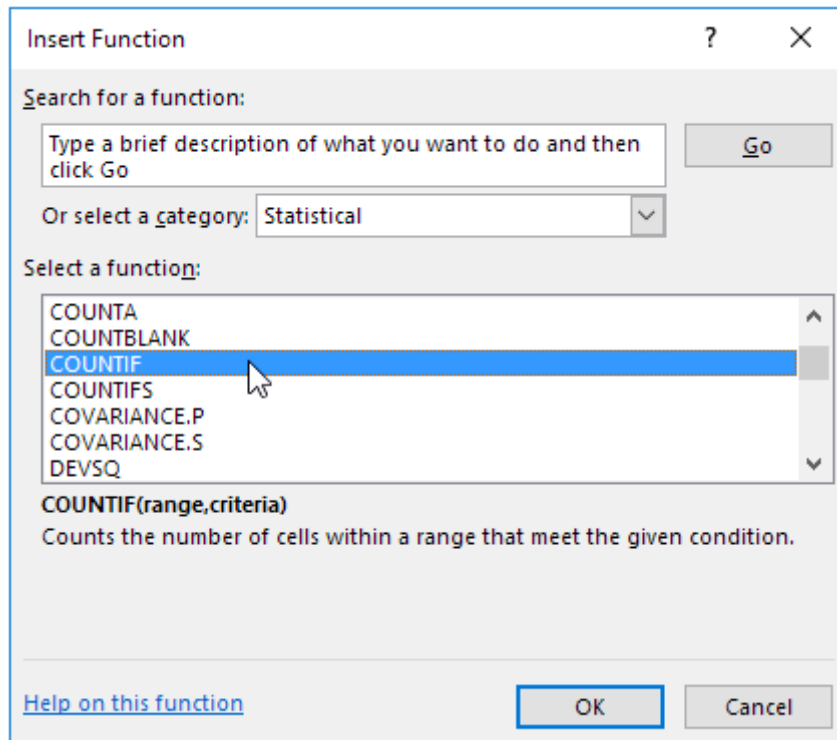 Insert Function
?
Search for a function:
Type a brief description of what you want to do and then
click Go
Go
Or select a category: Statistical
Select a function:
COUNTA
COUNTBLANK
COUNTIF
COUNTIFS
COVARIANCE.P
COVARIANCE.S
DEVSQ
COUNTIF(range,criteria)
Counts the number of cells within a range that meet the given condition.
Help on this function
OK
Cancel